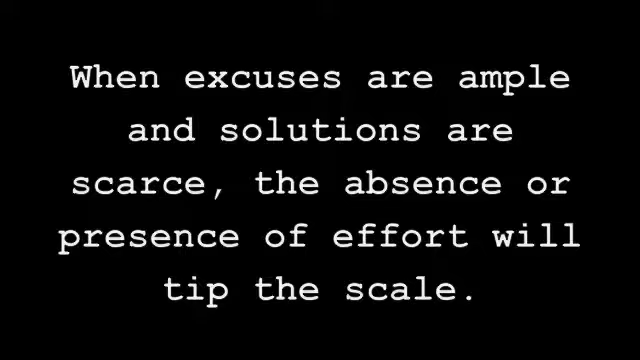 When excuses are ample
and solutions are
scarce, the absence or
presence of effort will
tip the scale.